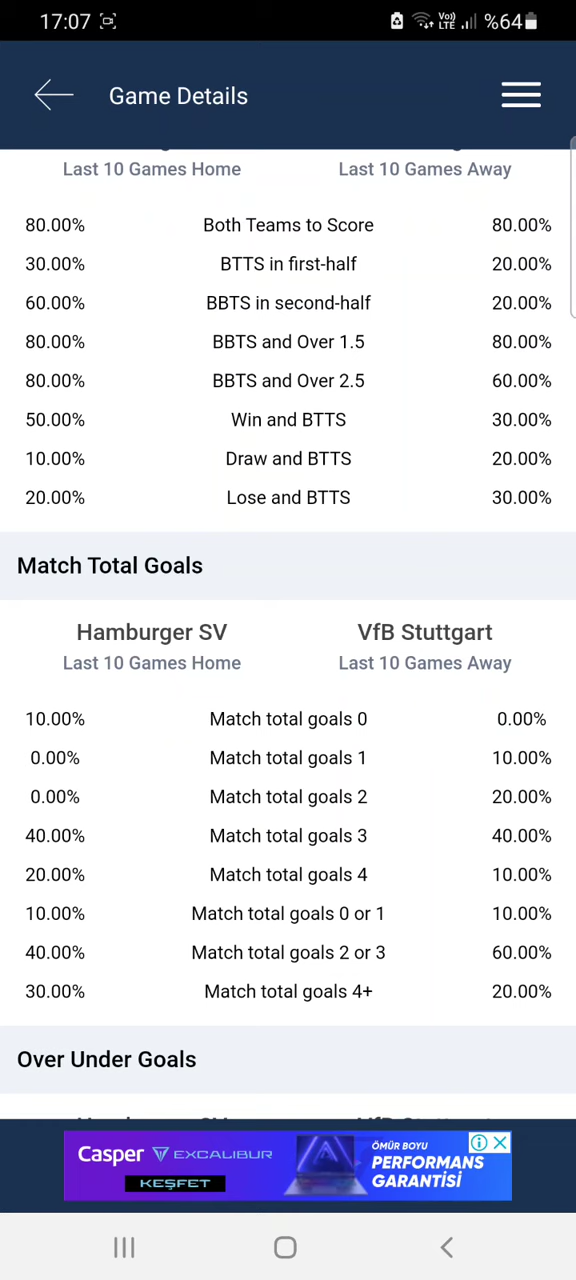 17:07 Vo)) LTE %64
Game Details
Last 10 Games Home Last 10 Games Away
80.00% Both Teams to Score 80.00%
30.00% BTTS in first-half 20.00%
60.00% BBTS in second-half 20.00%
80.00% BBTS and Over 1.5 80.00%
80.00% BBTS and Over 2.5 60.00%
50.00% Win and BTTS 30.00%
10.00% Draw and BTTS 20.00%
20.00% Lose and BTTS 30.00%
Match Total Goals
Hamburger SV VfB Stuttgart
Last 10 Games Home Last 10 Games Away
10.00% Match total goals 0 0.00%
0.00% Match total goals 1 10.00%
0.00% Match total goals 2 20.00%
40.00% Match total goals 3 40.00%
20.00% Match total goals 4 10.00%
10.00% Match total goals 0 or 1 10.00%
40.00% Match total goals 2 or 3 60.00%
30.00% Match total goals 4+ 20.00%
Over Under Goals
Casper EXCALIBUR
KEŞFET
ÖMÜR BOYU
PERFORMANS
GARANTİSİ